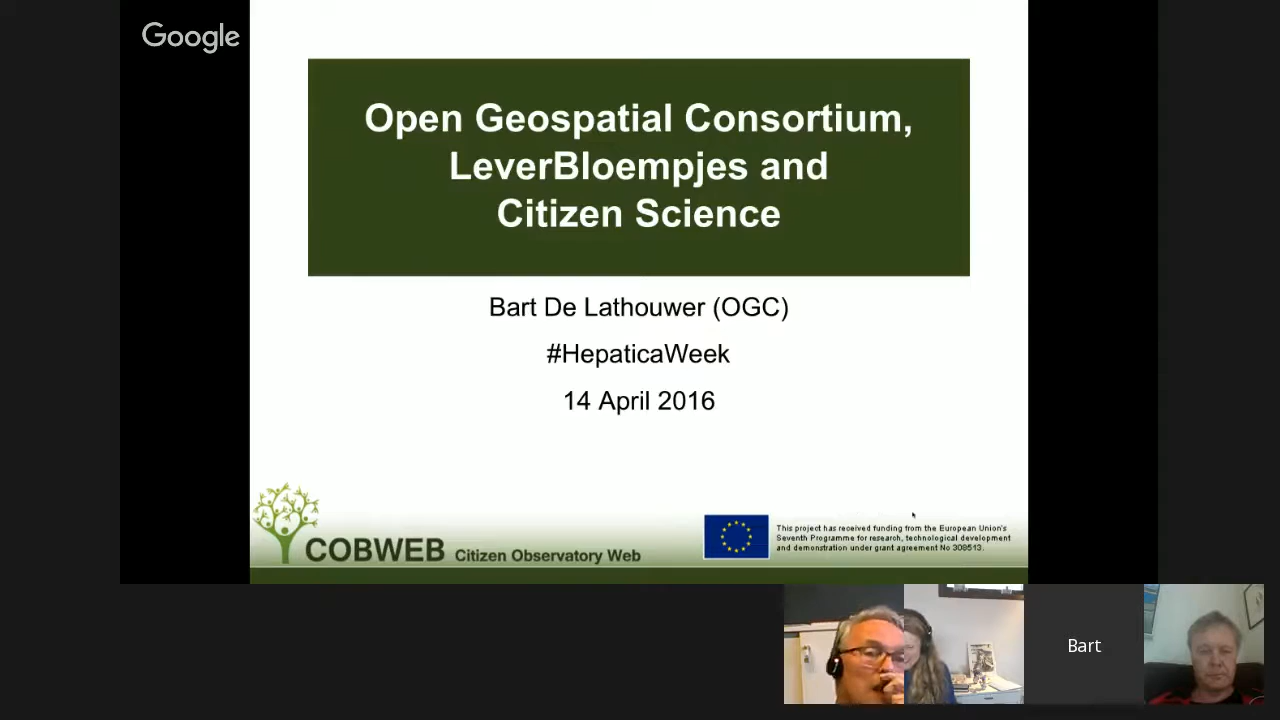 Google
Open Geospatial Consortium,
LeverBloempjes and
Citizen Science
Bart De Lathouwer (OGC)
#HepaticaWeek
14 April 2016
COBWEB Citizen Observatory Web
This project has received funding from the European Union's
Seventh Programme for research, technological development
and demonstration under grant agreement No 308513.
Bart